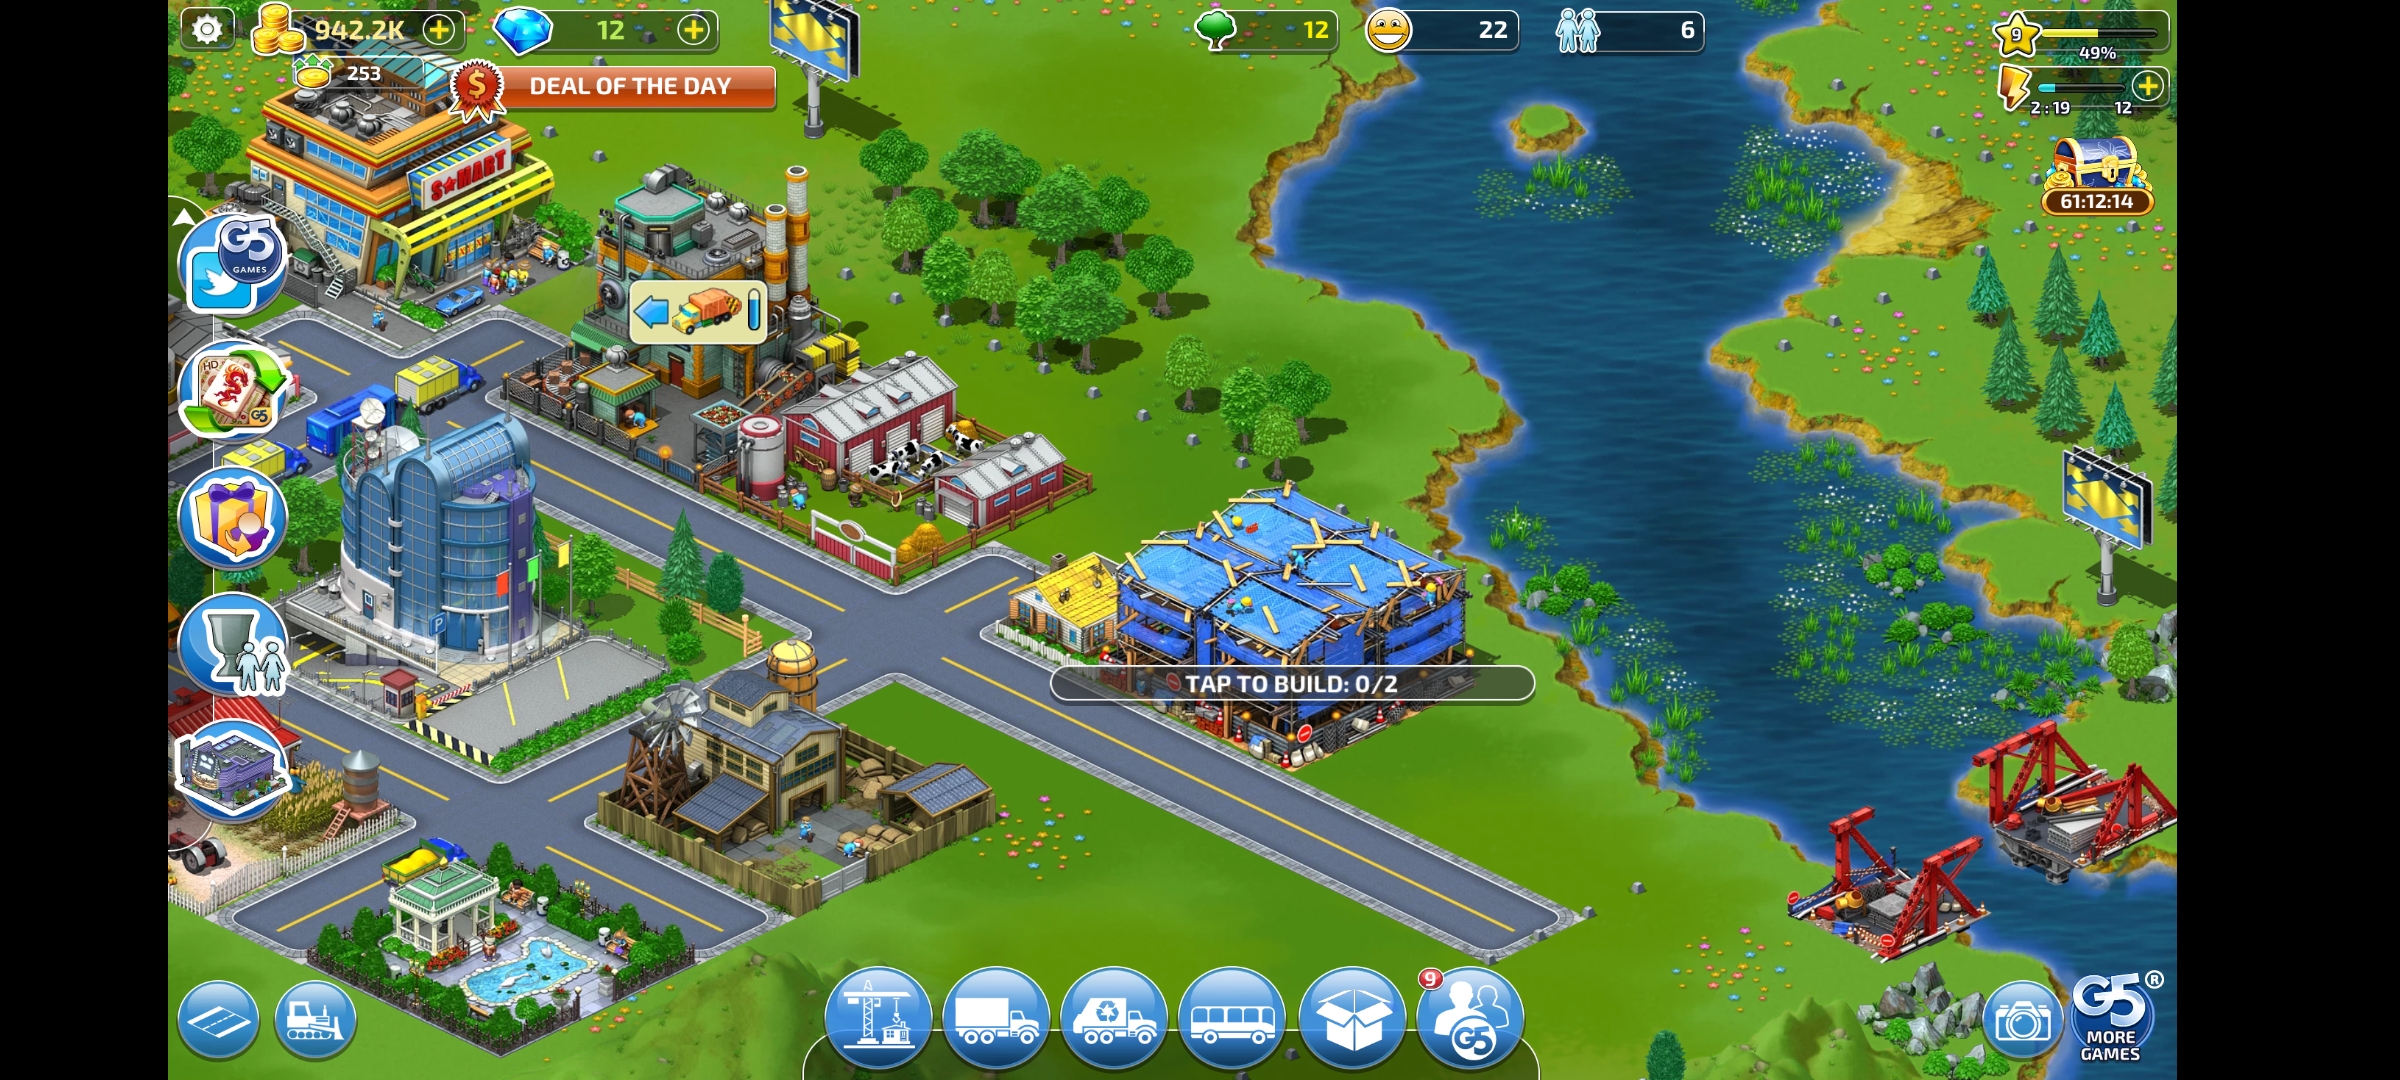 942.2K
12
12
22
6
9
49%
253
DEAL OF THE DAY
2:19
12
S★MART
61:12:14
G5
GAMES
HD
G5
P
TAP TO BUILD: 0/2
9
A
G5
G5®
MORE
GAMES